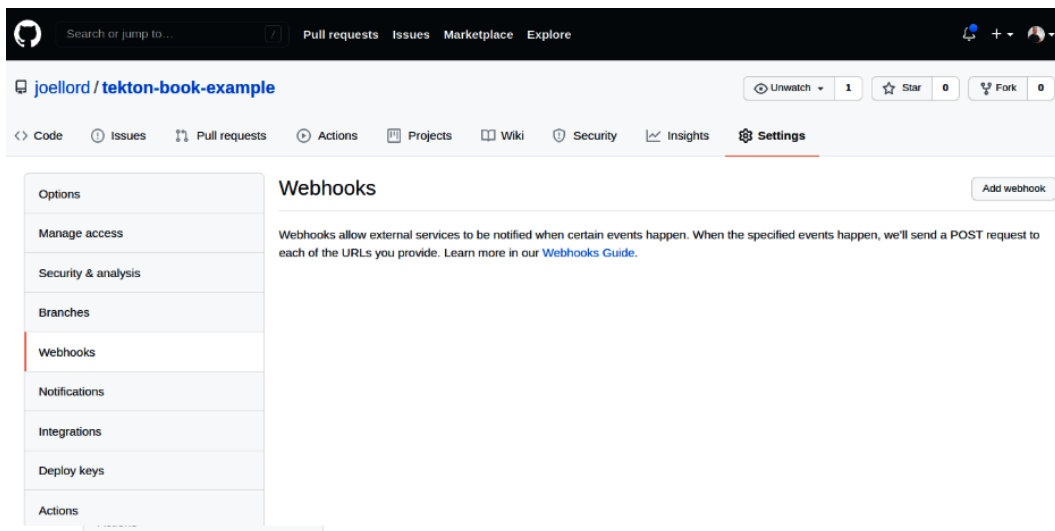 Search or jump to...
/
Pull requests Issues Marketplace Explore
joellord / tekton-book-example
Unwatch 1 Star 0 Fork 0
Code Issues Pull requests Actions Projects Wiki Security Insights Settings
Options
Manage access
Security & analysis
Branches
Webhooks
Notifications
Integrations
Deploy keys
Actions
Webhooks
Add webhook
Webhooks allow external services to be notified when certain events happen. When the specified events happen, we'll send a POST request to
each of the URLs you provide. Learn more in our Webhooks Guide.